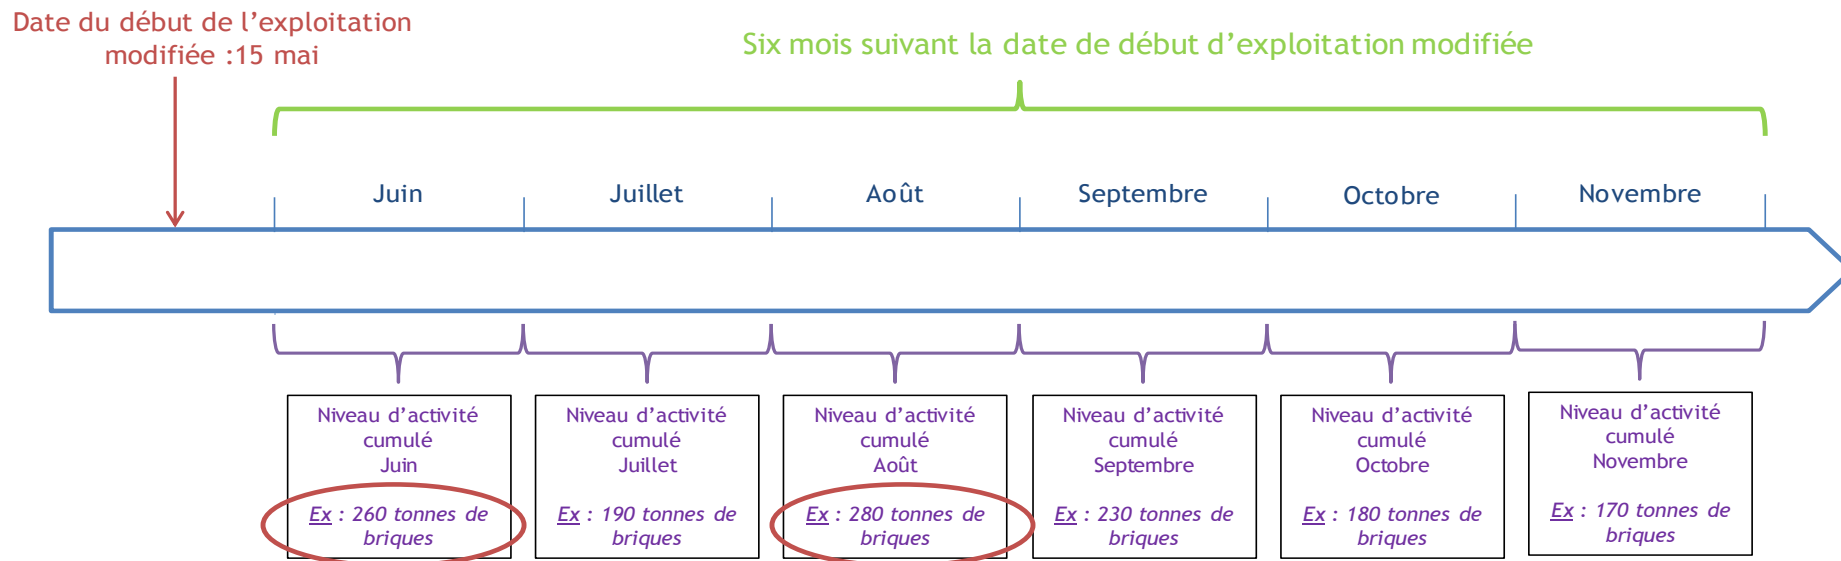 Date du début de l’exploitation
modifiée :15 mai
Six mois suivant la date de début d’exploitation modifiée
Juin
Juillet
Août
Septembre
Octobre
Novembre
Niveau d’activité
cumulé
Juin
Ex : 260 tonnes de
briques
Niveau d’activité
cumulé
Juillet
Ex : 190 tonnes de
briques
Niveau d’activité
cumulé
Août
Ex : 280 tonnes de
briques
Niveau d’activité
cumulé
Septembre
Ex : 230 tonnes de
briques
Niveau d’activité
cumulé
Octobre
Ex : 180 tonnes de
briques
Niveau d’activité
cumulé
Novembre
Ex : 170 tonnes de
briques